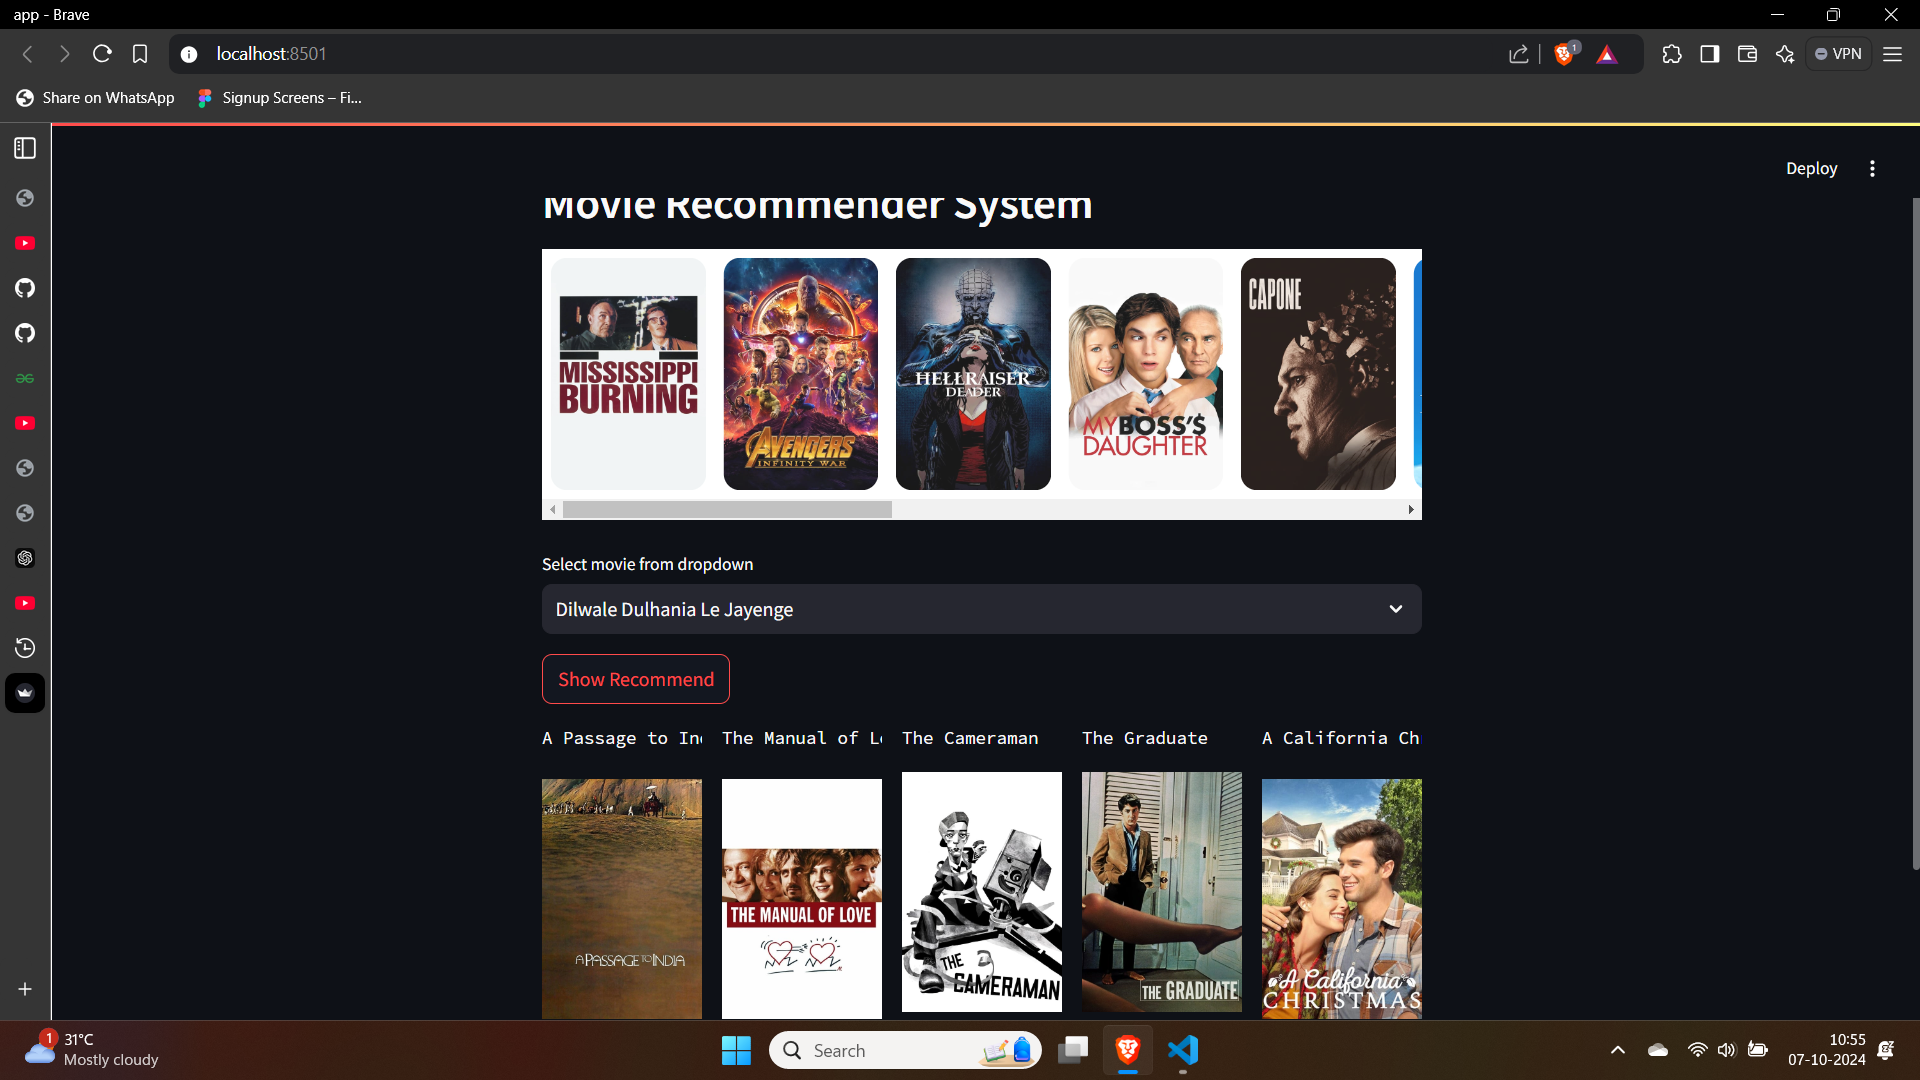 app - Brave
localhost:8501
1
VPN
Share on WhatsApp
Signup Screens – Fi...
Deploy
Movie Recommender System
MISSISSIPPI
BURNING
AVENGERS
INFINITY WAR
HELLRAISER
DEADER
MY BOSS'$
DAUGHTER
CAPONE
Select movie from dropdown
Dilwale Dulhania Le Jayenge
Show Recommend
A Passage to In
The Manual of L
The Cameraman
The Graduate
A California Ch
A PASSAGE TO INDIA
THE MANUAL OF LOVE
THE
CAMERAMAN
THE GRADUATE
A California
CHRISTMAS
1
31°C
Mostly cloudy
Search
10:55
07-10-2024